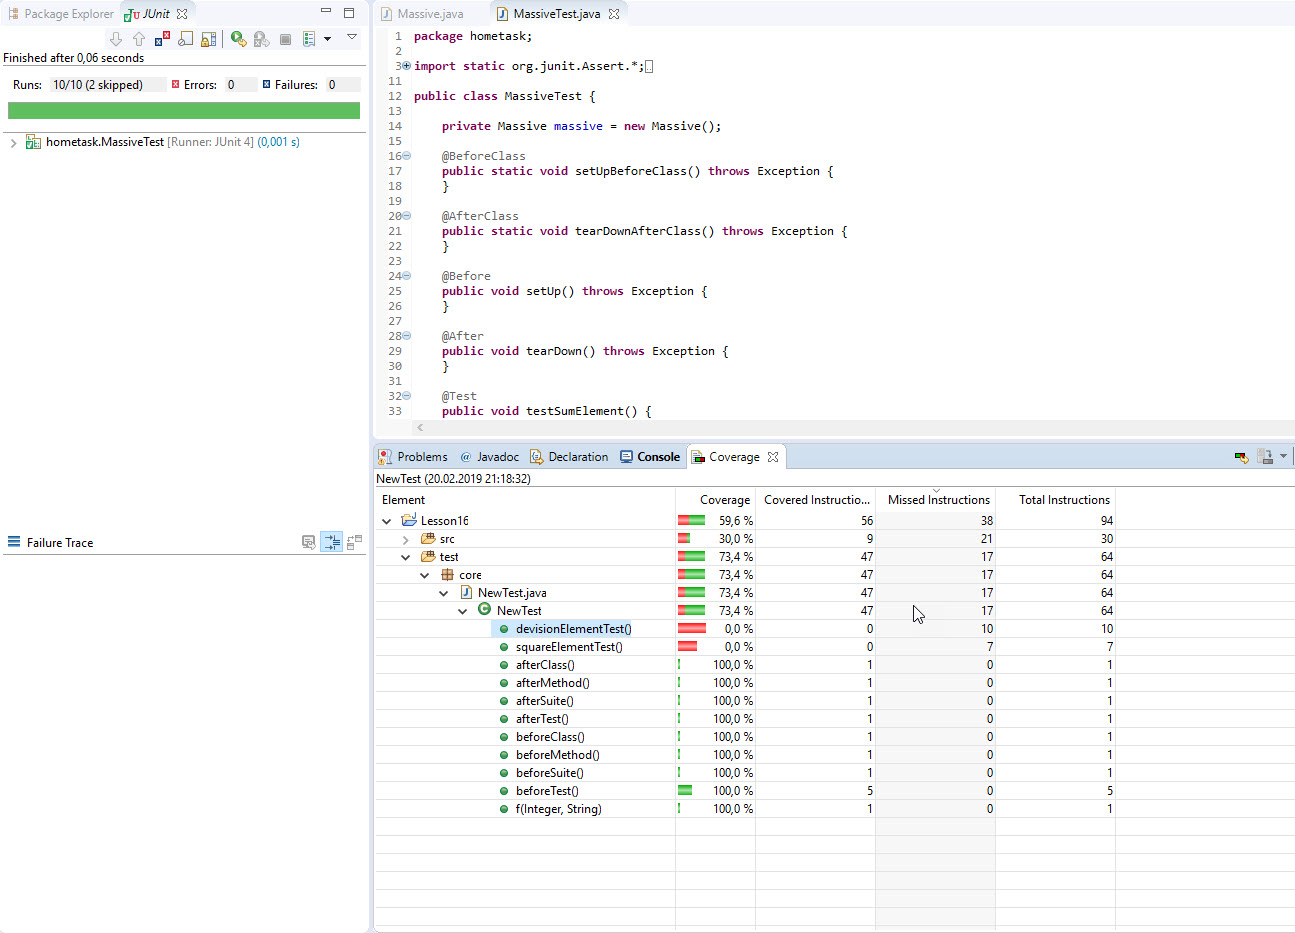 Package Explorer JUnit
Finished after 0,06 seconds
Runs: 10/10 (2 skipped) Errors: 0 Failures: 0
hometask.MassiveTest [Runner: JUnit 4] (0,001 s)
Failure Trace
Massive.java MassiveTest.java
1 package hometask;
2
3 import static org.junit.Assert.*;
11
12 public class MassiveTest {
13
14 private Massive massive = new Massive();
15
16 @BeforeClass
17 public static void setUpBeforeClass() throws Exception {
18 }
19
20 @AfterClass
21 public static void tearDownAfterClass() throws Exception {
22 }
23
24 @Before
25 public void setUp() throws Exception {
26 }
27
28 @After
29 public void tearDown() throws Exception {
30 }
31
32 @Test
33 public void testSumElement() {
Problems @ Javadoc Declaration Console Coverage
NewTest (20.02.2019 21:18:32)
Element Coverage Covered Instructio... Missed Instructions Total Instructions
Lesson16 59,6 % 56 38 94
src 30,0 % 9 21 30
test 73,4 % 47 17 64
core 73,4 % 47 17 64
NewTest.java 73,4 % 47 17 64
NewTest 73,4 % 47 17 64
devisionElementTest() 0,0 % 0 10 10
squareElementTest() 0,0 % 0 7 7
afterClass() 100,0 % 1 0 1
afterMethod() 100,0 % 1 0 1
afterSuite() 100,0 % 1 0 1
afterTest() 100,0 % 1 0 1
beforeClass() 100,0 % 1 0 1
beforeMethod() 100,0 % 1 0 1
beforeSuite() 100,0 % 1 0 1
beforeTest() 100,0 % 5 0 5
f(Integer, String) 100,0 % 1 0 1